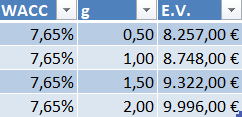 WACC g E.V.
7,65% 0,50 8.257,00 €
7,65% 1,00 8.748,00 €
7,65% 1,50 9.322,00 €
7,65% 2,00 9.996,00 €